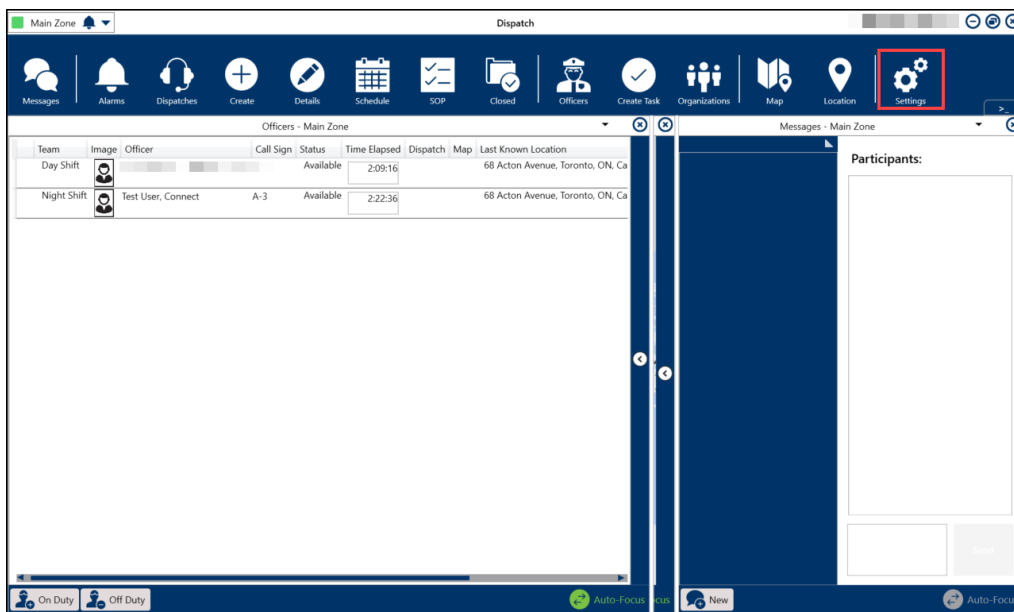 Main Zone
Dispatch
Messages
Alarms
Dispatches
Create
Details
Schedule
SOP
Closed
Officers
Create Task
Organizations
Map
Location
Settings
>_
Officers - Main Zone
Messages - Main Zone
Team Image Officer Call Sign Status Time Elapsed Dispatch Map Last Known Location
Day Shift Available 2:09:16 68 Acton Avenue, Toronto, ON, Ca
Night Shift Test User, Connect A-3 Available 2:22:36 68 Acton Avenue, Toronto, ON, Ca
Participants:
Send
On Duty
Off Duty
Auto-Focus
cus
New
Auto-Focu